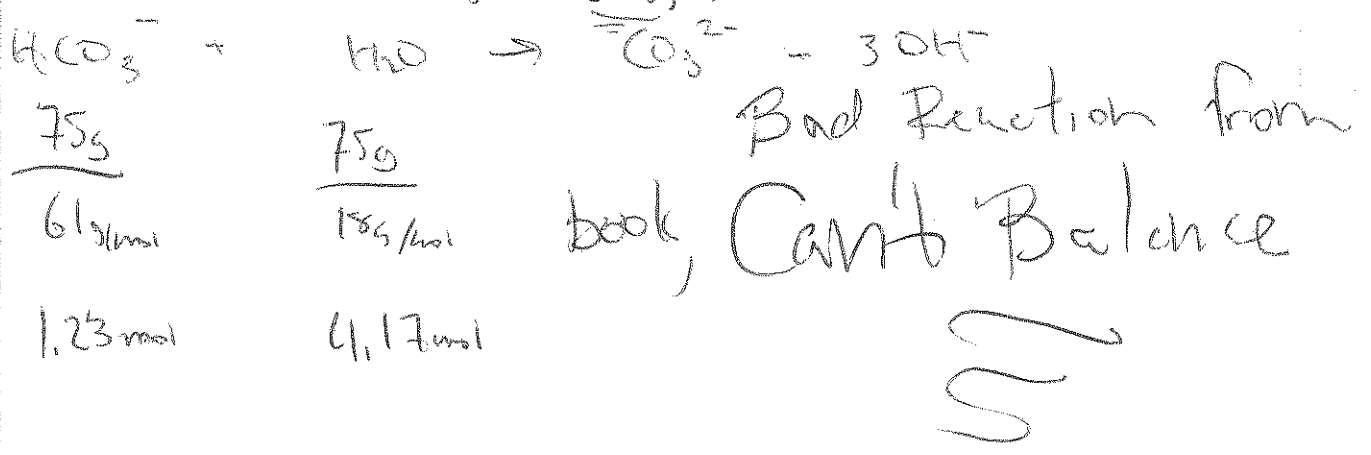 HCO₃⁻ + H₂O → CO₃²⁻ - 3OH⁻
75g 75g Bad Reaction from
61g/mol 18g/mol book, Can't Balance
1.23mol 4.17mol